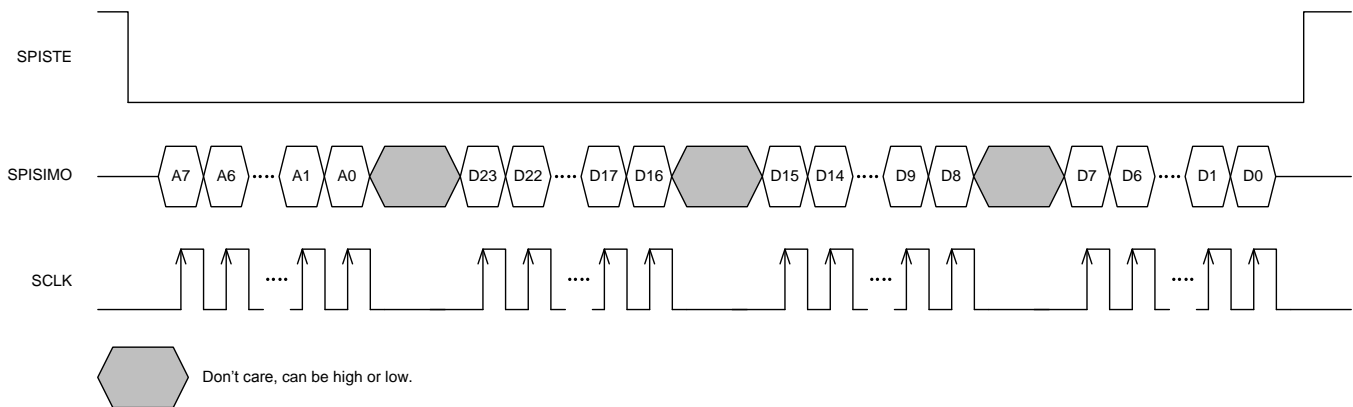 SPISTE
SPISIMO A7 A6 .... A1 A0 D23 D22 .... D17 D16 D15 D14 .... D9 D8 D7 D6 .... D1 D0
SCLK .... .... .... ....
Don't care, can be high or low.